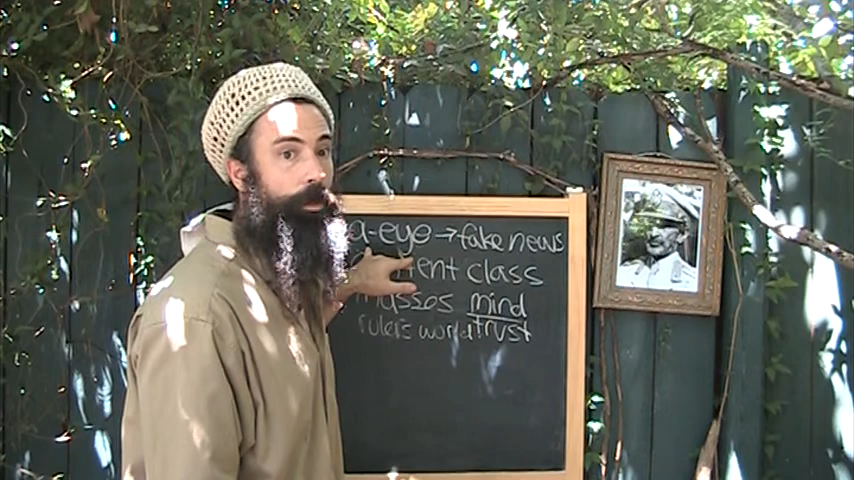 a-eye → fake news
class
masses mind
rulers world trust